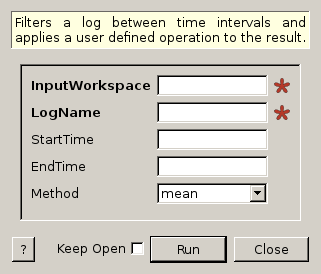 Filters a log between time intervals and
applies a user defined operation to the result.
InputWorkspace
LogName
StartTime
EndTime
Method mean
? Keep Open Run Close